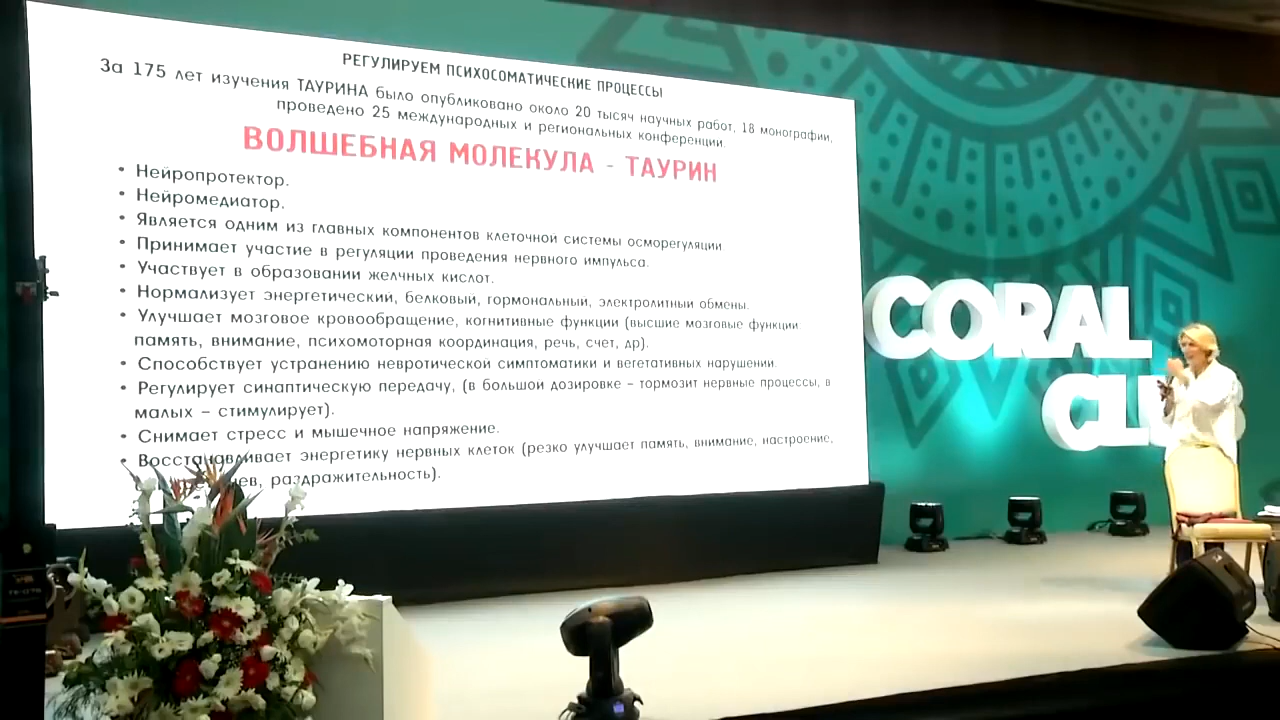 РЕГУЛИРУЕМ ПСИХОСОМАТИЧЕСКИЕ ПРОЦЕССЫ
За 175 лет изучения ТАУРИНА было опубликовано около 20 тысяч научных работ, 18 монографии,
проведено 25 международных и региональных конференции.
ВОЛШЕБНАЯ МОЛЕКУЛА - ТАУРИН
• Нейропротектор.
• Нейромедиатор.
• Является одним из главных компонентов клеточной системы осморегуляции
• Принимает участие в регуляции проведения нервного импульса.
• Участвует в образовании желчных кислот.
• Нормализует энергетический, белковый, гормональный, электролитный обмены.
• Улучшает мозговое кровообращение, когнитивные функции (высшие мозговые функции:
память, внимание, психомоторная координация, речь, счет, др).
• Способствует устранению невротической симптоматики и вегетативных нарушении.
• Регулирует синаптическую передачу, (в большой дозировке – тормозит нервные процессы, в
малых – стимулирует).
• Снимает стресс и мышечное напряжение.
• Восстанавливает энергетику нервных клеток (резко улучшает память, внимание, настроение,
раздражительность).
CORAL
CLUB